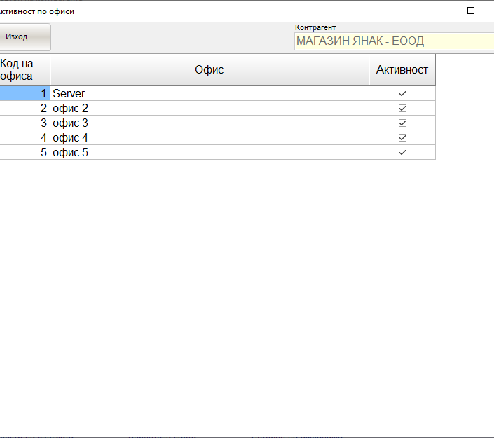 активност по офиси
Изход
Контрагент
МАГАЗИН ЯНАК - ЕООД
Код на офиса Офис Активност
1 Server
2 офис 2
3 офис 3
4 офис 4
5 офис 5